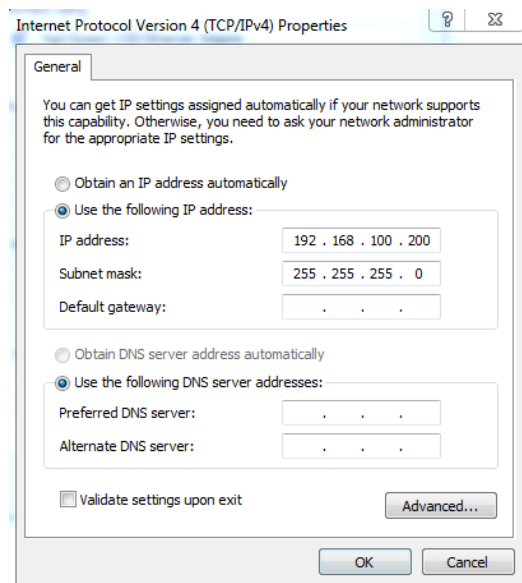 Internet Protocol Version 4 (TCP/IPv4) Properties
General
You can get IP settings assigned automatically if your network supports
this capability. Otherwise, you need to ask your network administrator
for the appropriate IP settings.
Obtain an IP address automatically
Use the following IP address:
IP address: 192 . 168 . 100 . 200
Subnet mask: 255 . 255 . 255 . 0
Default gateway: . . .
Obtain DNS server address automatically
Use the following DNS server addresses:
Preferred DNS server: . . .
Alternate DNS server: . . .
Validate settings upon exit
Advanced...
OK Cancel